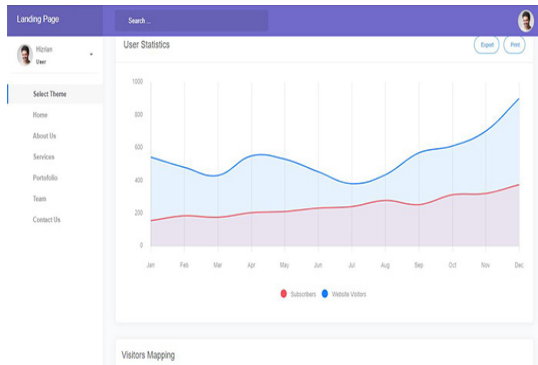 Landing Page
Search ...
Hizrian
User
Select Theme
Home
About Us
Services
Portofolio
Team
Contact Us
User Statistics
Export
Print
1000
800
600
400
200
0
Jan Feb Mar Apr May Jun Jul Aug Sep Oct Nov Dec
Subscribers Website Visitors
Visitors Mapping